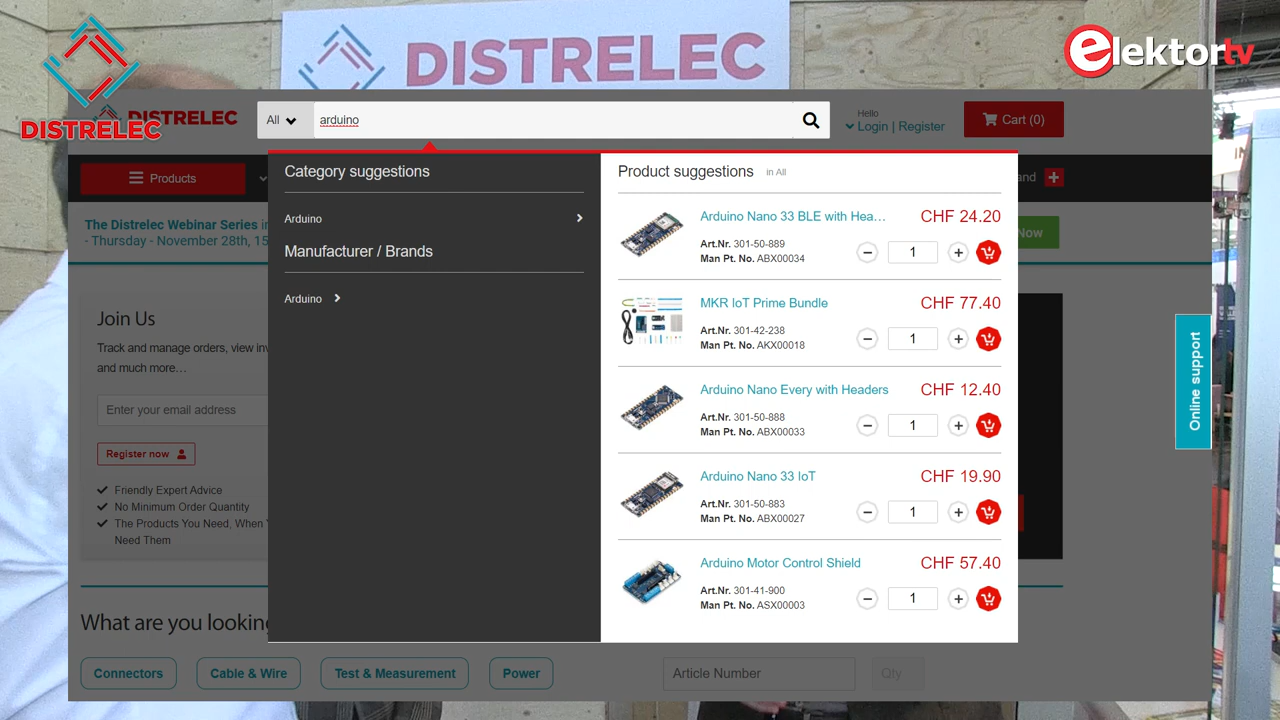 DISTRELEC
elektortv
DISTRELEC
DISTRELEC
All
arduino
Hello
Login | Register
Cart (0)
Products
Category suggestions
Arduino
Manufacturer / Brands
Arduino
Product suggestions in All
Arduino Nano 33 BLE with Hea…
CHF 24.20
Art.Nr. 301-50-889
Man Pt. No. ABX00034
1
MKR IoT Prime Bundle
CHF 77.40
Art.Nr. 301-42-238
Man Pt. No. AKX00018
1
Arduino Nano Every with Headers
CHF 12.40
Art.Nr. 301-50-888
Man Pt. No. ABX00033
1
Arduino Nano 33 IoT
CHF 19.90
Art.Nr. 301-50-883
Man Pt. No. ABX00027
1
Arduino Motor Control Shield
CHF 57.40
Art.Nr. 301-41-900
Man Pt. No. ASX00003
1
The Distrelec Webinar Series in
- Thursday - November 28th, 15
Now
Join Us
Track and manage orders, view inv
and much more…
Enter your email address
Register now
Friendly Expert Advice
No Minimum Order Quantity
The Products You Need, When
Need Them
Online support
What are you looking
Connectors
Cable & Wire
Test & Measurement
Power
Article Number
Qty